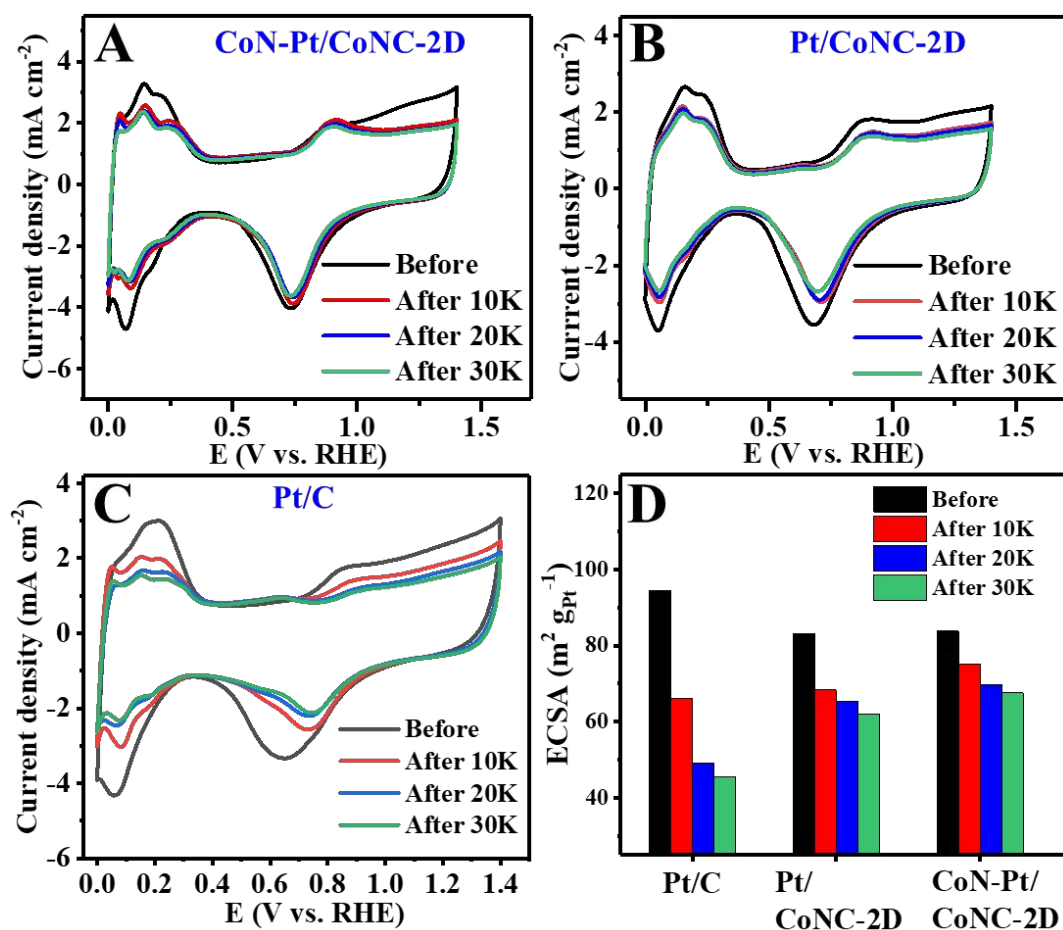 A
CoN-Pt/CoNC-2D
Currrent density (mA cm⁻²)
4
2
0
-2
-4
-6
Before
After 10K
After 20K
After 30K
0.0 0.5 1.0 1.5
E (V vs. RHE)
B
Pt/CoNC-2D
Current density (mA cm⁻²)
4
2
0
-2
-4
Before
After 10K
After 20K
After 30K
0.0 0.5 1.0 1.5
E (V vs. RHE)
C
Pt/C
Current density (mA cm⁻²)
4
2
0
-2
-4
-6
Before
After 10K
After 20K
After 30K
0.0 0.2 0.4 0.6 0.8 1.0 1.2 1.4
E (V vs. RHE)
D
Before
After 10K
After 20K
After 30K
ECSA (m² gPt⁻¹)
120
100
80
60
40
Pt/C
Pt/
CoNC-2D
CoN-Pt/
CoNC-2D